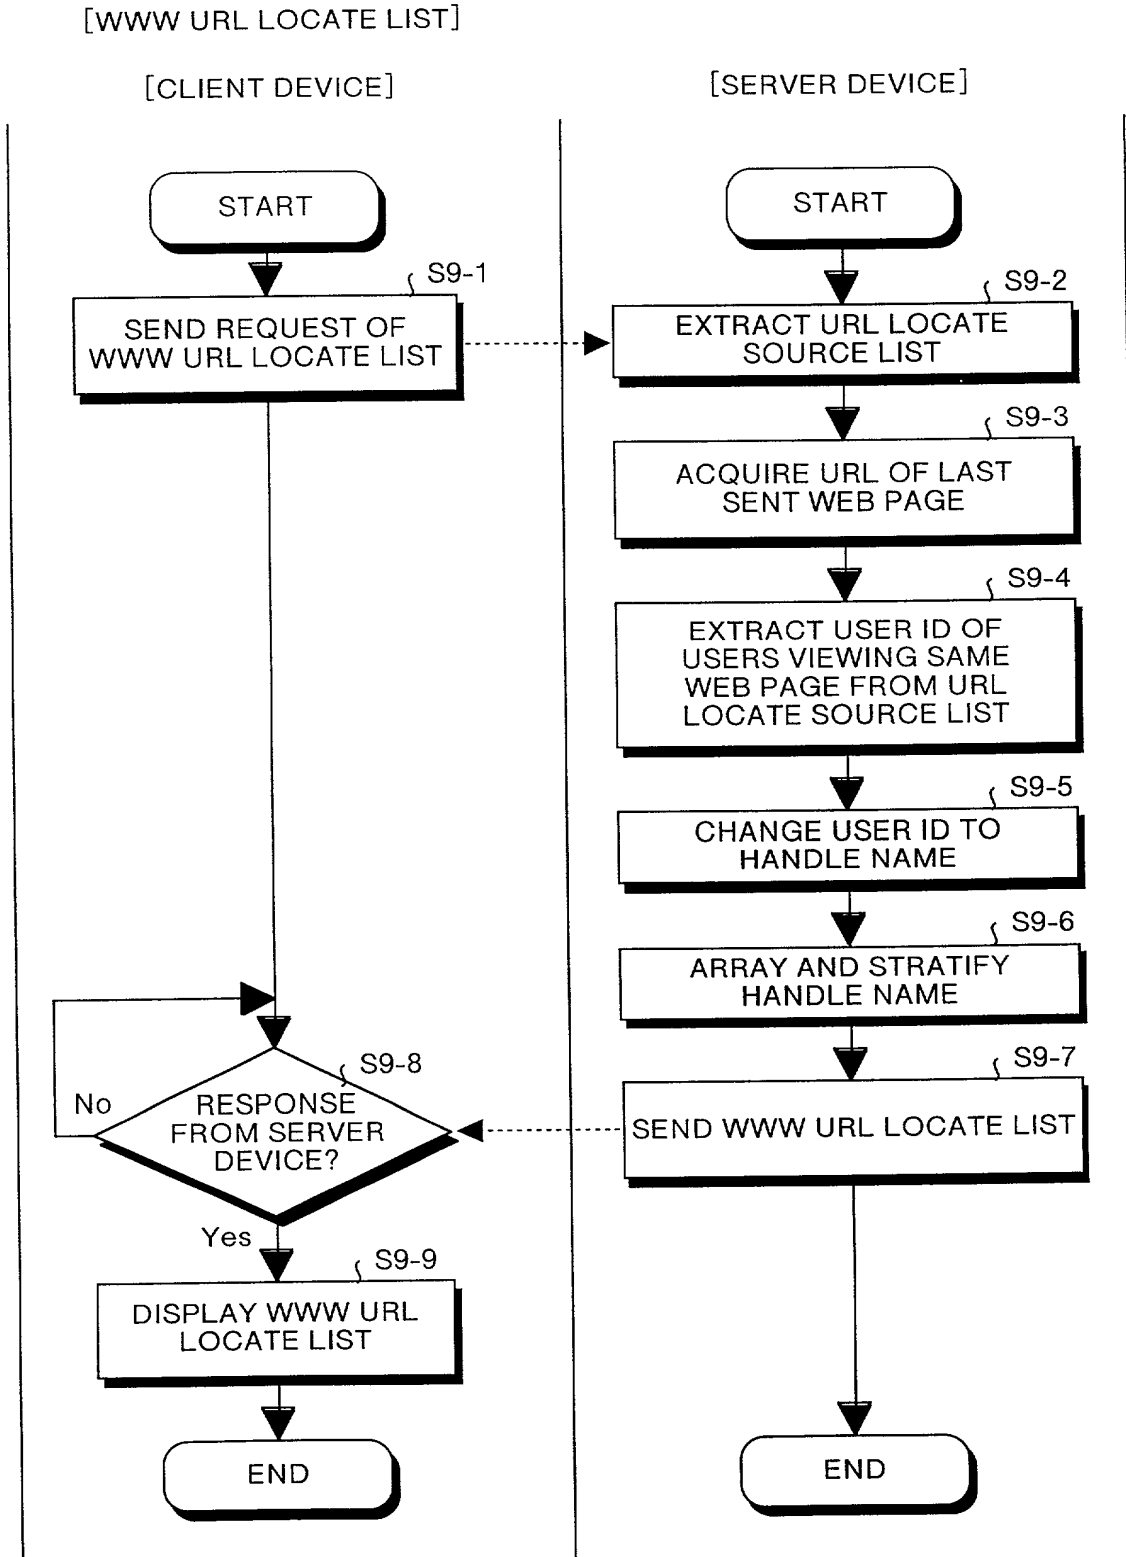 [WWW URL LOCATE LIST]
[CLIENT DEVICE]
[SERVER DEVICE]
START
S9-1
SEND REQUEST OF
WWW URL LOCATE LIST
START
S9-2
EXTRACT URL LOCATE
SOURCE LIST
S9-3
ACQUIRE URL OF LAST
SENT WEB PAGE
S9-4
EXTRACT USER ID OF
USERS VIEWING SAME
WEB PAGE FROM URL
LOCATE SOURCE LIST
S9-5
CHANGE USER ID TO
HANDLE NAME
S9-6
ARRAY AND STRATIFY
HANDLE NAME
S9-7
SEND WWW URL LOCATE LIST
S9-8
No
RESPONSE
FROM SERVER
DEVICE?
Yes
S9-9
DISPLAY WWW URL
LOCATE LIST
END
END